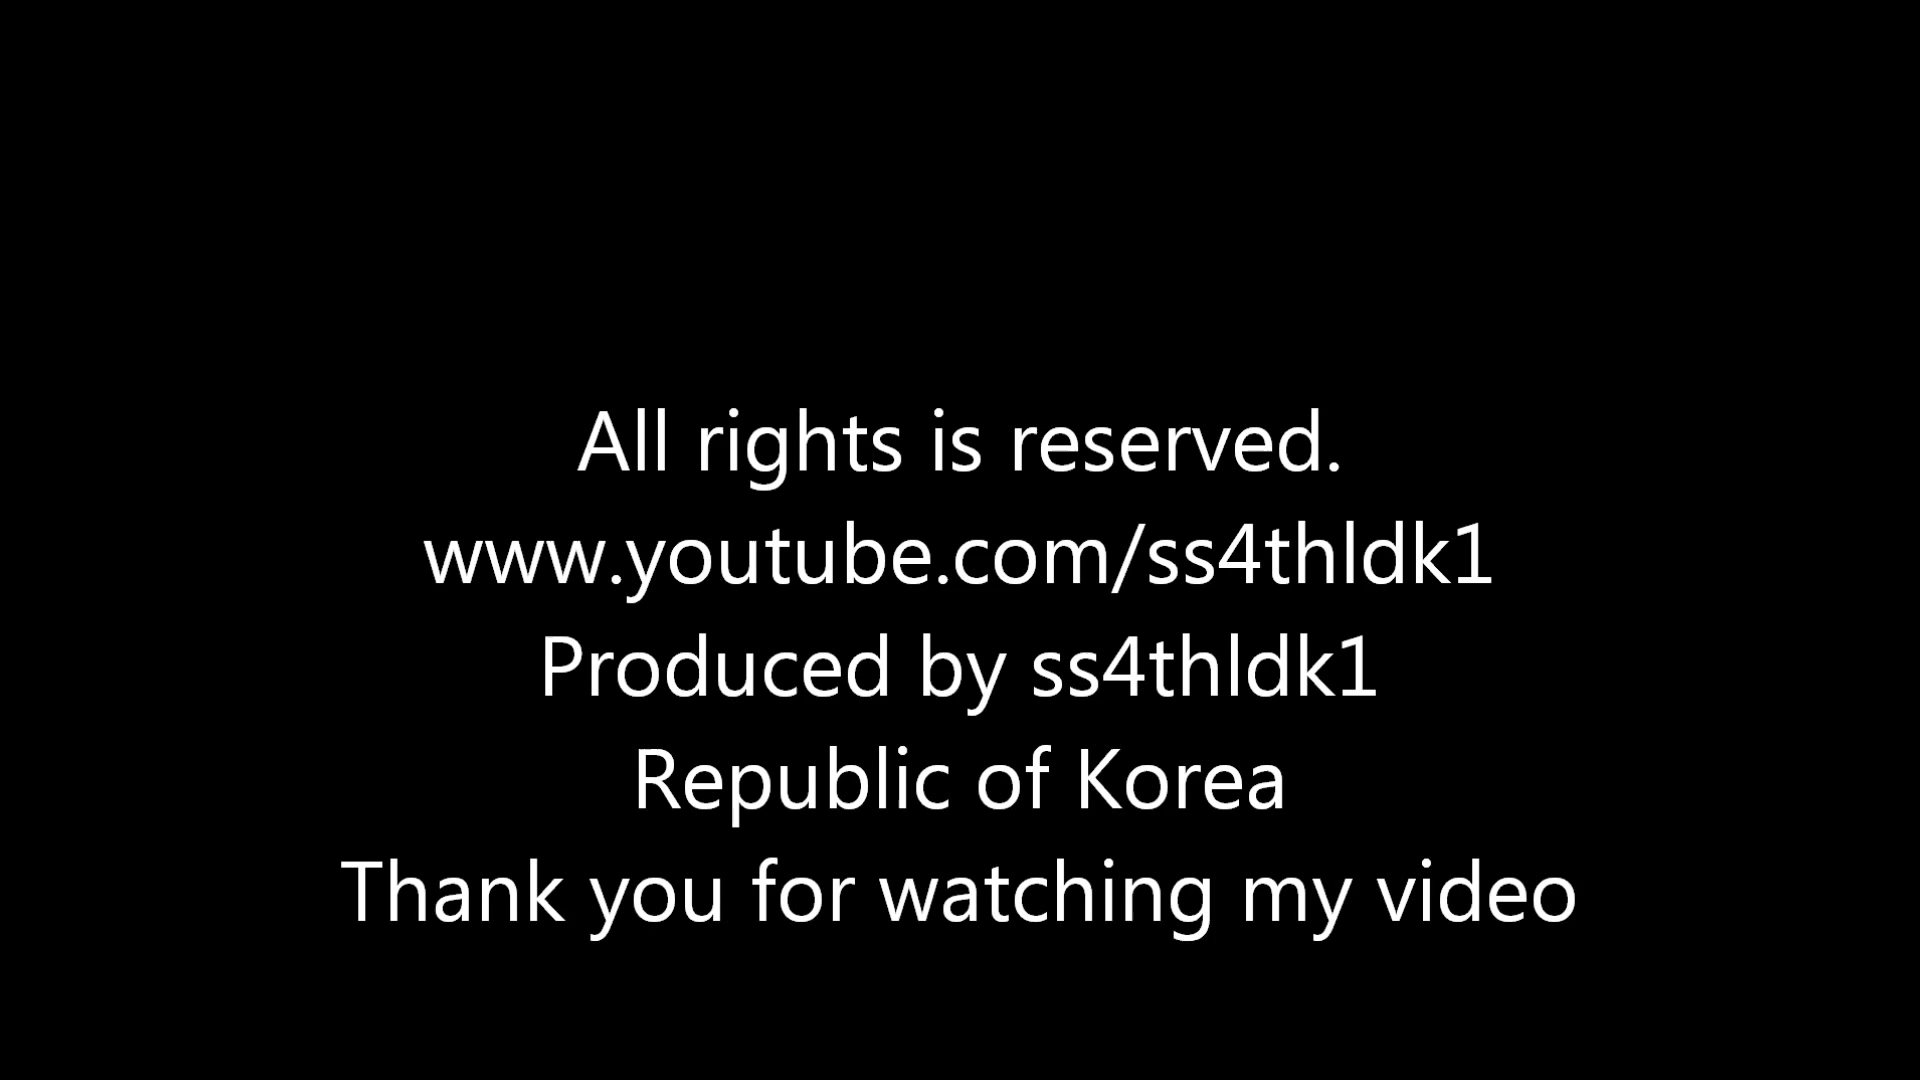 All rights is reserved.
www.youtube.com/ss4thldk1
Produced by ss4thldk1
Republic of Korea
Thank you for watching my video